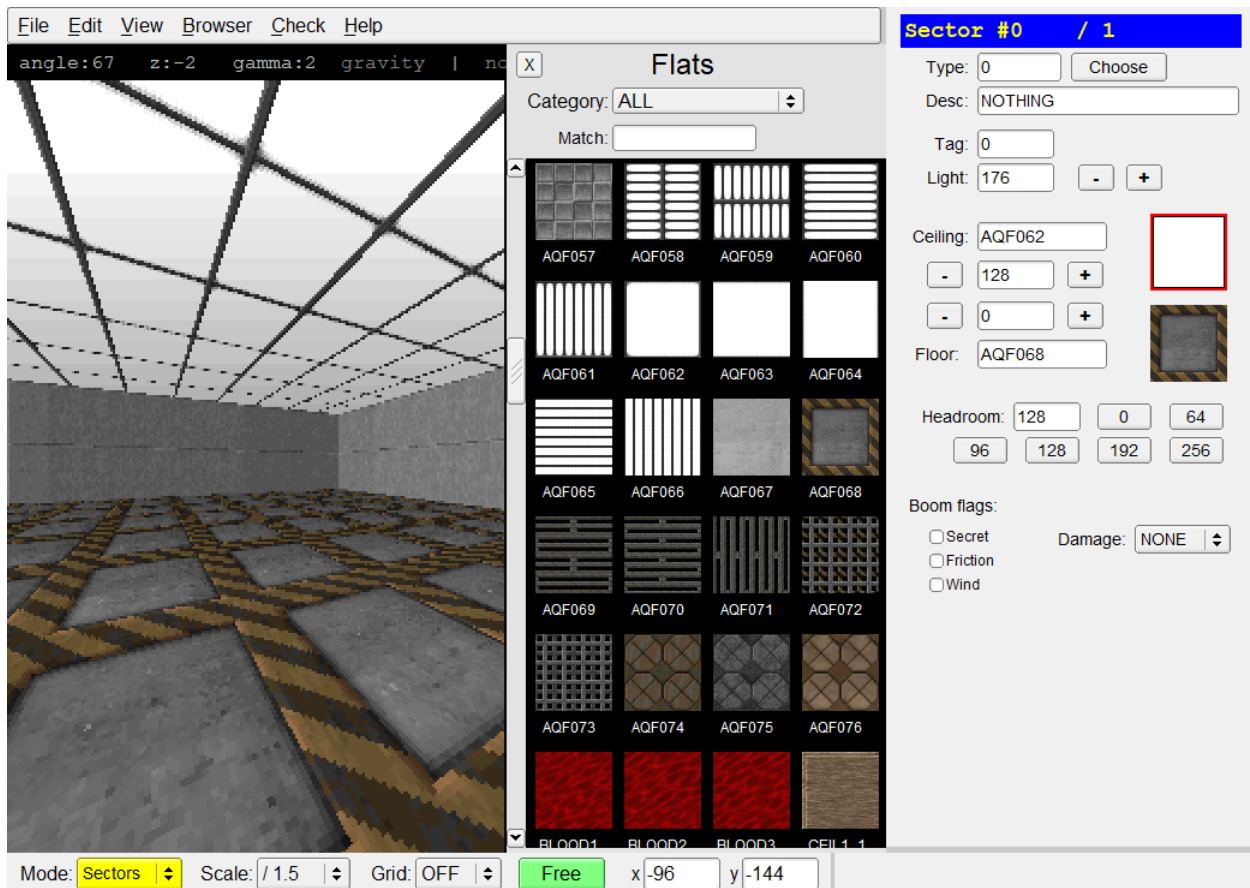 File Edit View Browser Check Help
angle:67 z:-2 gamma:2 gravity | no
X Flats
Category: ALL
Match:
AQF057 AQF058 AQF059 AQF060
AQF061 AQF062 AQF063 AQF064
AQF065 AQF066 AQF067 AQF068
AQF069 AQF070 AQF071 AQF072
AQF073 AQF074 AQF075 AQF076
BLOOD1 BLOOD2 BLOOD3 CEIL1_1
Sector #0 / 1
Type: 0 Choose
Desc: NOTHING
Tag: 0
Light: 176 - +
Ceiling: AQF062
- 128 +
- 0 +
Floor: AQF068
Headroom: 128 0 64
96 128 192 256
Boom flags:
Secret Damage: NONE
Friction
Wind
Mode: Sectors Scale: / 1.5 Grid: OFF Free x -96 y -144